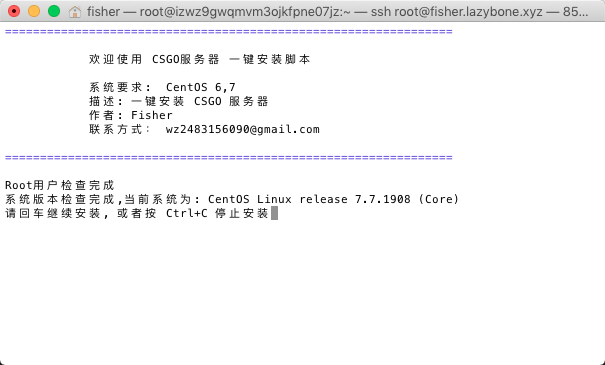 fisher — root@izwz9gwqmvm3ojkfpne07jz:~ — ssh root@fisher.lazybone.xyz — 85...
================================================================
欢迎使用 CSGO服务器 一键安装脚本
系统要求: CentOS 6,7
描述: 一键安装 CSGO 服务器
作者: Fisher
联系方式: wz2483156090@gmail.com
================================================================
Root用户检查完成
系统版本检查完成,当前系统为: CentOS Linux release 7.7.1908 (Core)
请回车继续安装, 或者按 Ctrl+C 停止安装